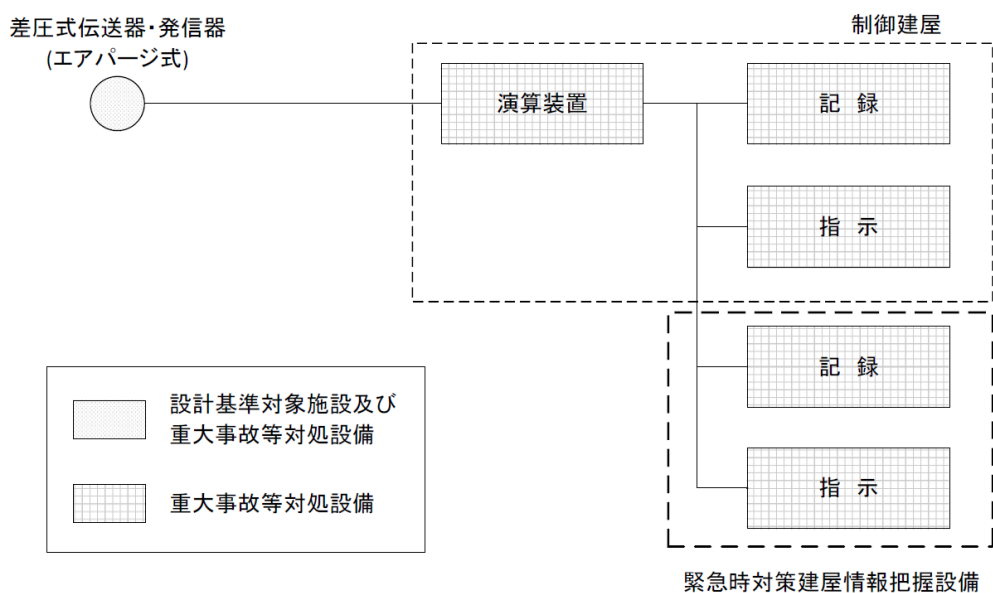 差圧式伝送器・発信器
(エアパージ式)
制御建屋
演算装置
記 録
指 示
記 録
指 示
設計基準対象施設及び
重大事故等対処設備
重大事故等対処設備
緊急時対策建屋情報把握設備